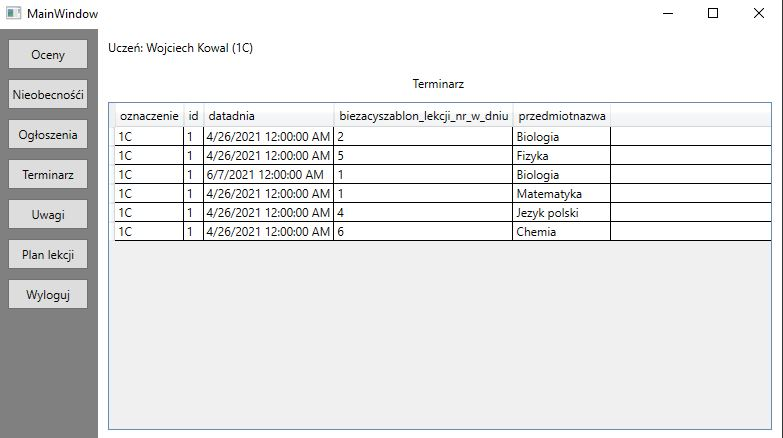 MainWindow
Uczeń: Wojciech Kowal (1C)
Oceny
Nieobecnośći
Ogłoszenia
Terminarz
Uwagi
Plan lekcji
Wyloguj
Terminarz
oznaczenie id datadnia biezacyszablon_lekcji_nr_w_dniu przedmiotnazwa
1C 1 4/26/2021 12:00:00 AM 2 Biologia
1C 1 4/26/2021 12:00:00 AM 5 Fizyka
1C 1 6/7/2021 12:00:00 AM 1 Biologia
1C 1 4/26/2021 12:00:00 AM 1 Matematyka
1C 1 4/26/2021 12:00:00 AM 4 Jezyk polski
1C 1 4/26/2021 12:00:00 AM 6 Chemia